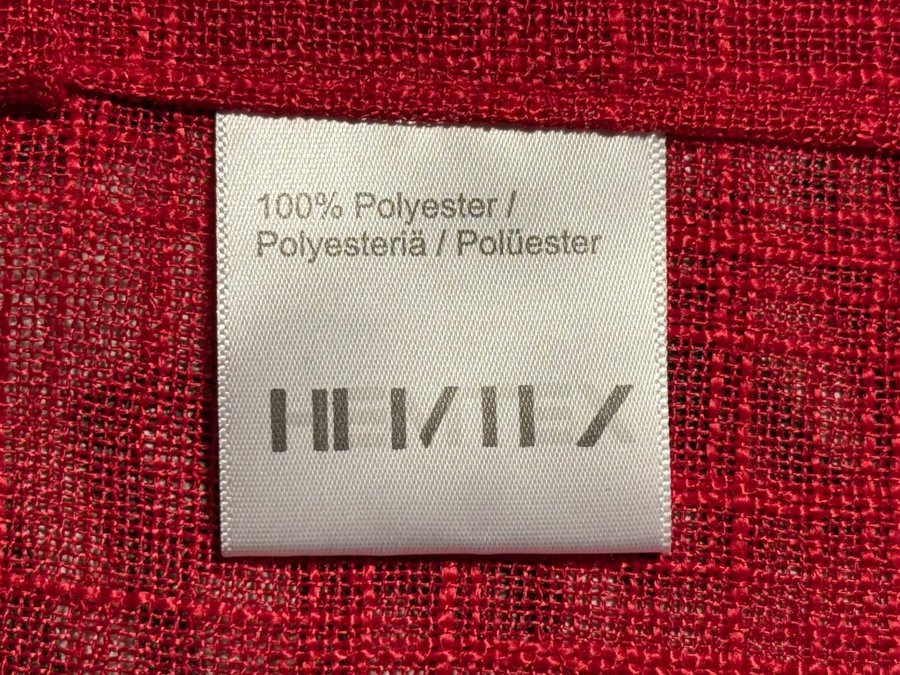 100% Polyester /
Polyesteriä / Polüester
HEMTEX